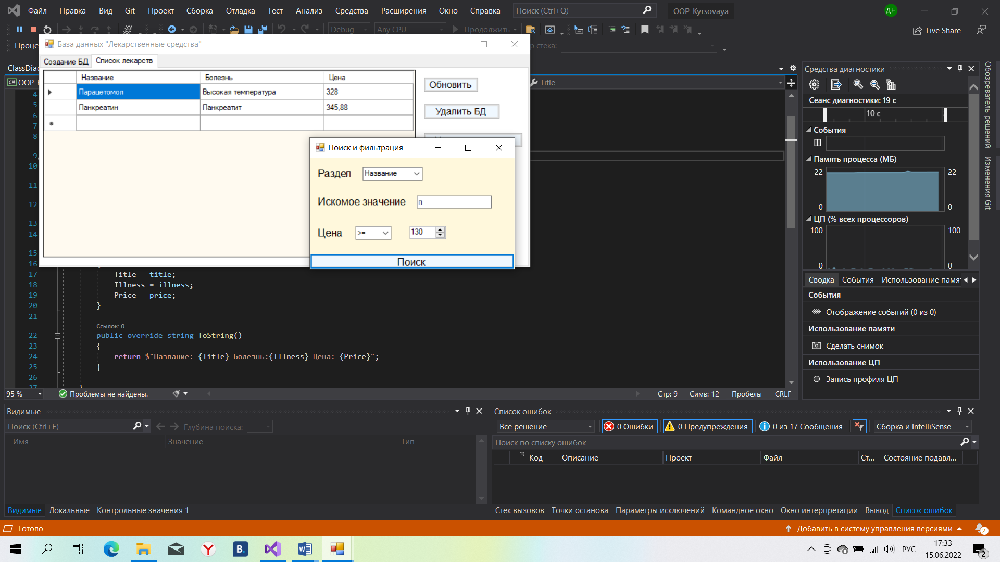 Файл Правка Вид Git Проект Сборка Отладка Тест Анализ Средства Расширения Окно Справка Поиск (Ctrl+Q) OOP_Kyrsovaya ДН
Debug Any CPU Продолжить Live Share
Проце
р стека:
База данных "Лекарственные средства"
Создание БД Список лекарств
Название Болезнь Цена
Парацетомол Высокая температура 328
Панкреатин Панкреатит 345,88
Обновить
Удалить БД
Поиск и фильтрация
Раздел Название
Искомое значение п
Цена >= 130
Поиск
ClassDiag
C# OOP_K
Title
4
5
6
7
8
9
10
11
12
13
14
15
16 {
17 Title = title;
18 Illness = illness;
19 Price = price;
20 }
21
Ссылок: 0
22 public override string ToString()
23 {
24 return $"Название: {Title} Болезнь:{Illness} Цена: {Price}";
25 }
26
27 }
95 % Проблемы не найдены. Стр: 9 Симв: 12 Пробелы CRLF
Средства диагностики
Сеанс диагностики: 19 с
10 с
События
Память процесса (МБ)
22 22
0 0
ЦП (% всех процессоров)
100 100
0 0
Сводка События Использование памят
События
Отображение событий (0 из 0)
Использование памяти
Сделать снимок
Использование ЦП
Запись профиля ЦП
Обозреватель решений
Изменения Git
Видимые
Поиск (Ctrl+E) Глубина поиска:
Имя Значение Тип
Видимые Локальные Контрольные значения 1
Список ошибок
Все решение 0 Ошибки 0 Предупреждения 0 из 17 Сообщения Сборка и IntelliSense
Поиск по списку ошибок
Код Описание Проект Файл Ст... Состояние подавл...
Стек вызовов Точки останова Параметры исключений Командное окно Окно интерпретации Вывод Список ошибок
Готово Добавить в систему управления версиями 2
B. РУС 17:33
15.06.2022 2